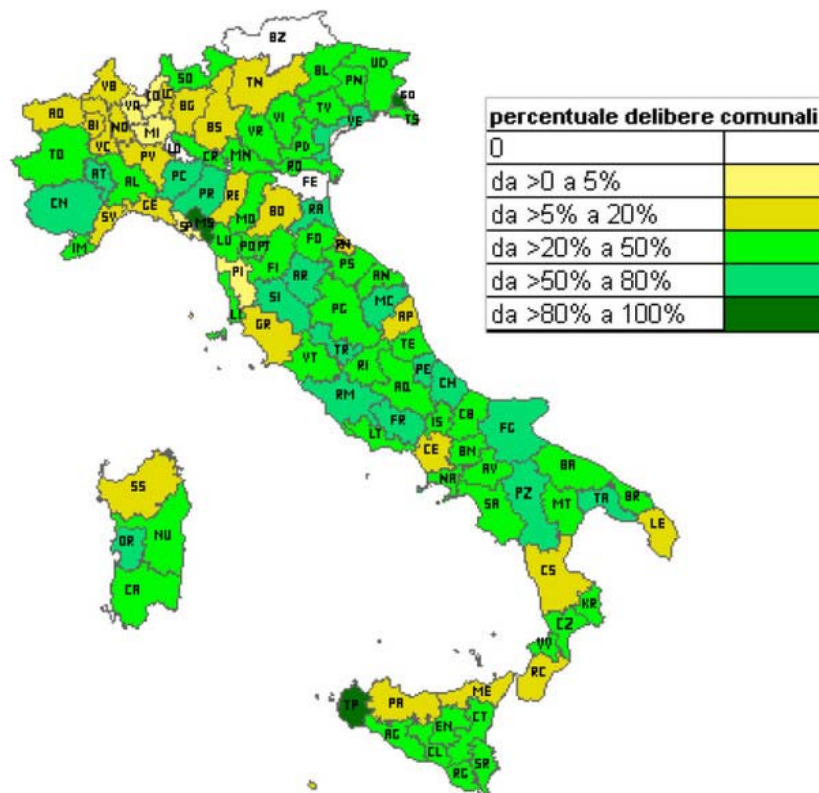 BZ
SO
BL
UD
VB
TN
PN
CO
LC
GO
AO
VA
BG
TV
BI
NO
MI
BS
VR
VI
VE
TS
VC
LO
PD
TO
PV
CR
MN
RO
AT
AL
PC
PR
RE
FE
CN
GE
MO
BO
RA
SV
SP
MS
IM
LU
PO
PT
FO
RN
PI
FI
PS
AR
AN
LI
SI
PG
MC
GR
AP
TR
TE
VT
RI
PE
RM
AQ
CH
FR
IS
CB
FG
LT
CE
BN
BA
NA
AV
SS
SA
PZ
MT
TA
BR
LE
OR
NU
CA
CS
KR
CZ
VV
RC
ME
TP
PA
AG
EN
CT
CL
RG
SR
percentuale delibere comunali
0
da >0 a 5%
da >5% a 20%
da >20% a 50%
da >50% a 80%
da >80% a 100%